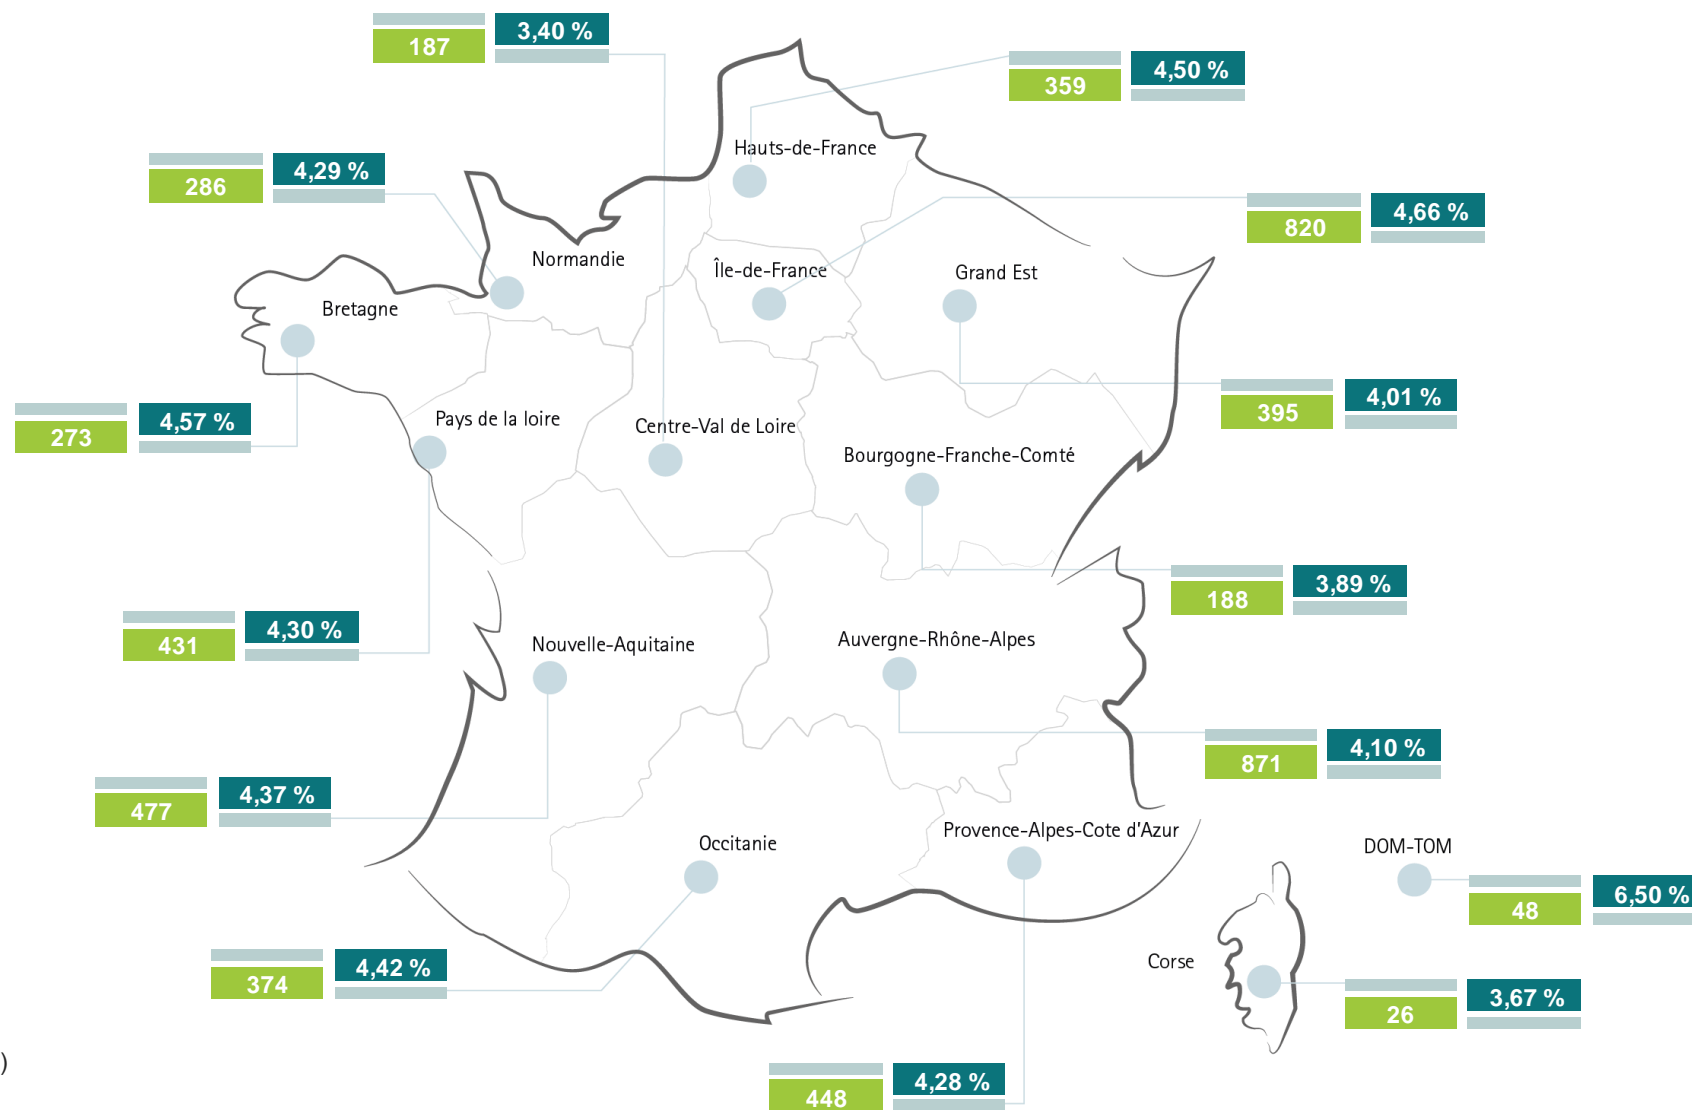 187 3,40 %
359 4,50 %
Hauts-de-France
286 4,29 %
820 4,66 %
Normandie
Île-de-France
Grand Est
Bretagne
273 4,57 %
395 4,01 %
Pays de la loire
Centre-Val de Loire
Bourgogne-Franche-Comté
188 3,89 %
431 4,30 %
Nouvelle-Aquitaine
Auvergne-Rhône-Alpes
871 4,10 %
477 4,37 %
Occitanie
Provence-Alpes-Cote d'Azur
DOM-TOM
48 6,50 %
374 4,42 %
Corse
26 3,67 %
)
448 4,28 %